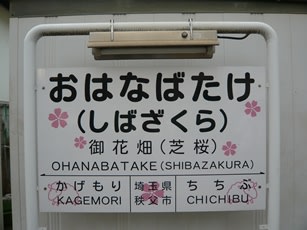 おはなばたけ
(しばざくら)
御花畑(芝桜)
OHANABATAKE(SHIBAZAKURA)
かげもり 埼玉県 ちちぶ
KAGEMORI 秩父市 CHICHIBU